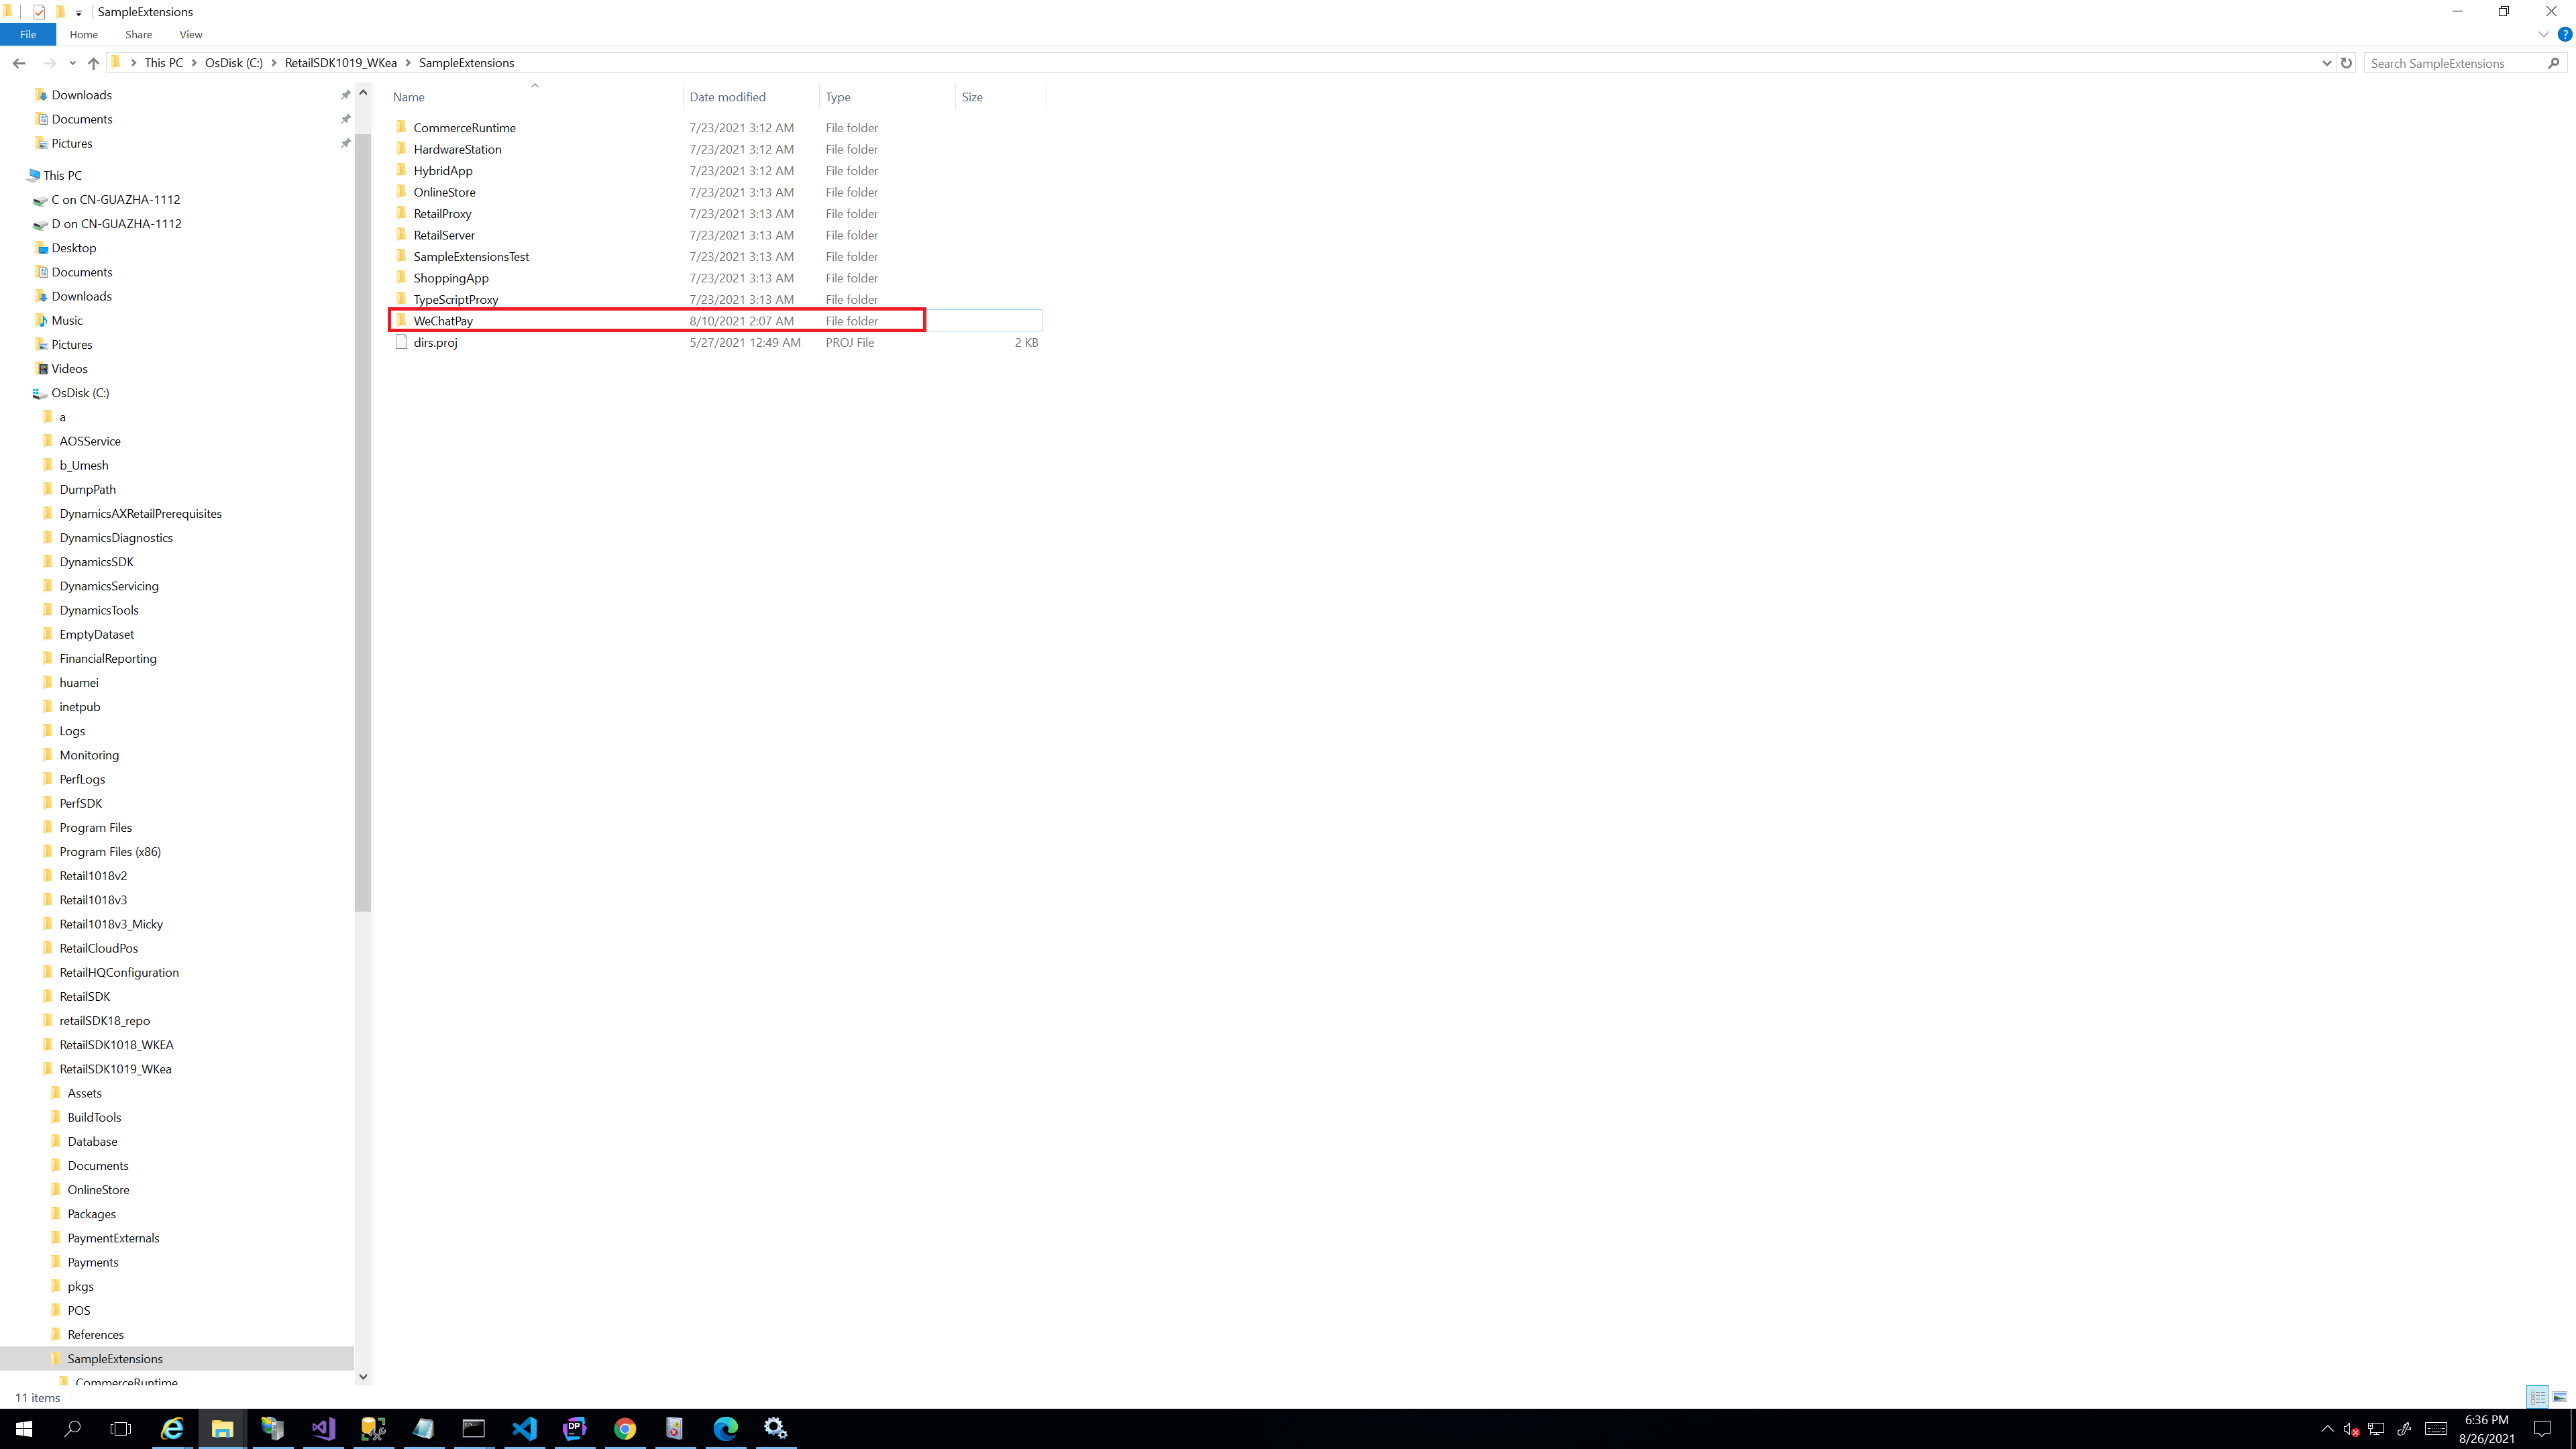 SampleExtensions
File Home Share View
This PC OsDisk (C:) RetailSDK1019_WKea SampleExtensions
Search SampleExtensions
Downloads
Documents
Pictures
This PC
C on CN-GUAZHA-1112
D on CN-GUAZHA-1112
Desktop
Documents
Downloads
Music
Pictures
Videos
OsDisk (C:)
a
AOSService
b_Umesh
DumpPath
DynamicsAXRetailPrerequisites
DynamicsDiagnostics
DynamicsSDK
DynamicsServicing
DynamicsTools
EmptyDataset
FinancialReporting
huamei
inetpub
Logs
Monitoring
PerfLogs
PerfSDK
Program Files
Program Files (x86)
Retail1018v2
Retail1018v3
Retail1018v3_Micky
RetailCloudPos
RetailHQConfiguration
RetailSDK
retailSDK18_repo
RetailSDK1018_WKEA
RetailSDK1019_WKea
Assets
BuildTools
Database
Documents
OnlineStore
Packages
PaymentExternals
Payments
pkgs
POS
References
SampleExtensions
CommerceRuntime
Name Date modified Type Size
CommerceRuntime 7/23/2021 3:12 AM File folder
HardwareStation 7/23/2021 3:12 AM File folder
HybridApp 7/23/2021 3:12 AM File folder
OnlineStore 7/23/2021 3:13 AM File folder
RetailProxy 7/23/2021 3:13 AM File folder
RetailServer 7/23/2021 3:13 AM File folder
SampleExtensionsTest 7/23/2021 3:13 AM File folder
ShoppingApp 7/23/2021 3:13 AM File folder
TypeScriptProxy 7/23/2021 3:13 AM File folder
WeChatPay 8/10/2021 2:07 AM File folder
dirs.proj 5/27/2021 12:49 AM PROJ File 2 KB
11 items
DP
6:36 PM
8/26/2021